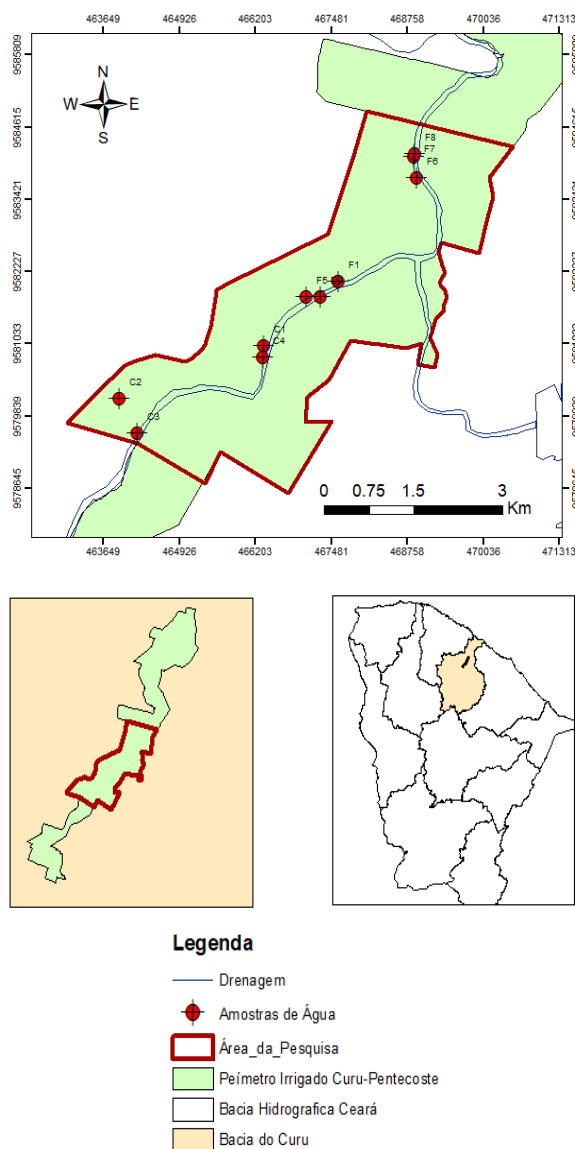 463649 464926 466203 467481 468758 470036 471313
9585809
9584615
9583421
9582227
9581033
9579839
9578645
N
W E
S
F8
F7
F6
F1
F5
C1
C4
C2
C3
0 0.75 1.5 3
Km
9584615
463649 464926 466203 467481 468758 470036 471313
Legenda
Drenagem
Amostras de Água
Área_da_Pesquisa
Peímetro Irrigado Curu-Pentecoste
Bacia Hidrografica Ceará
Bacia do Curu